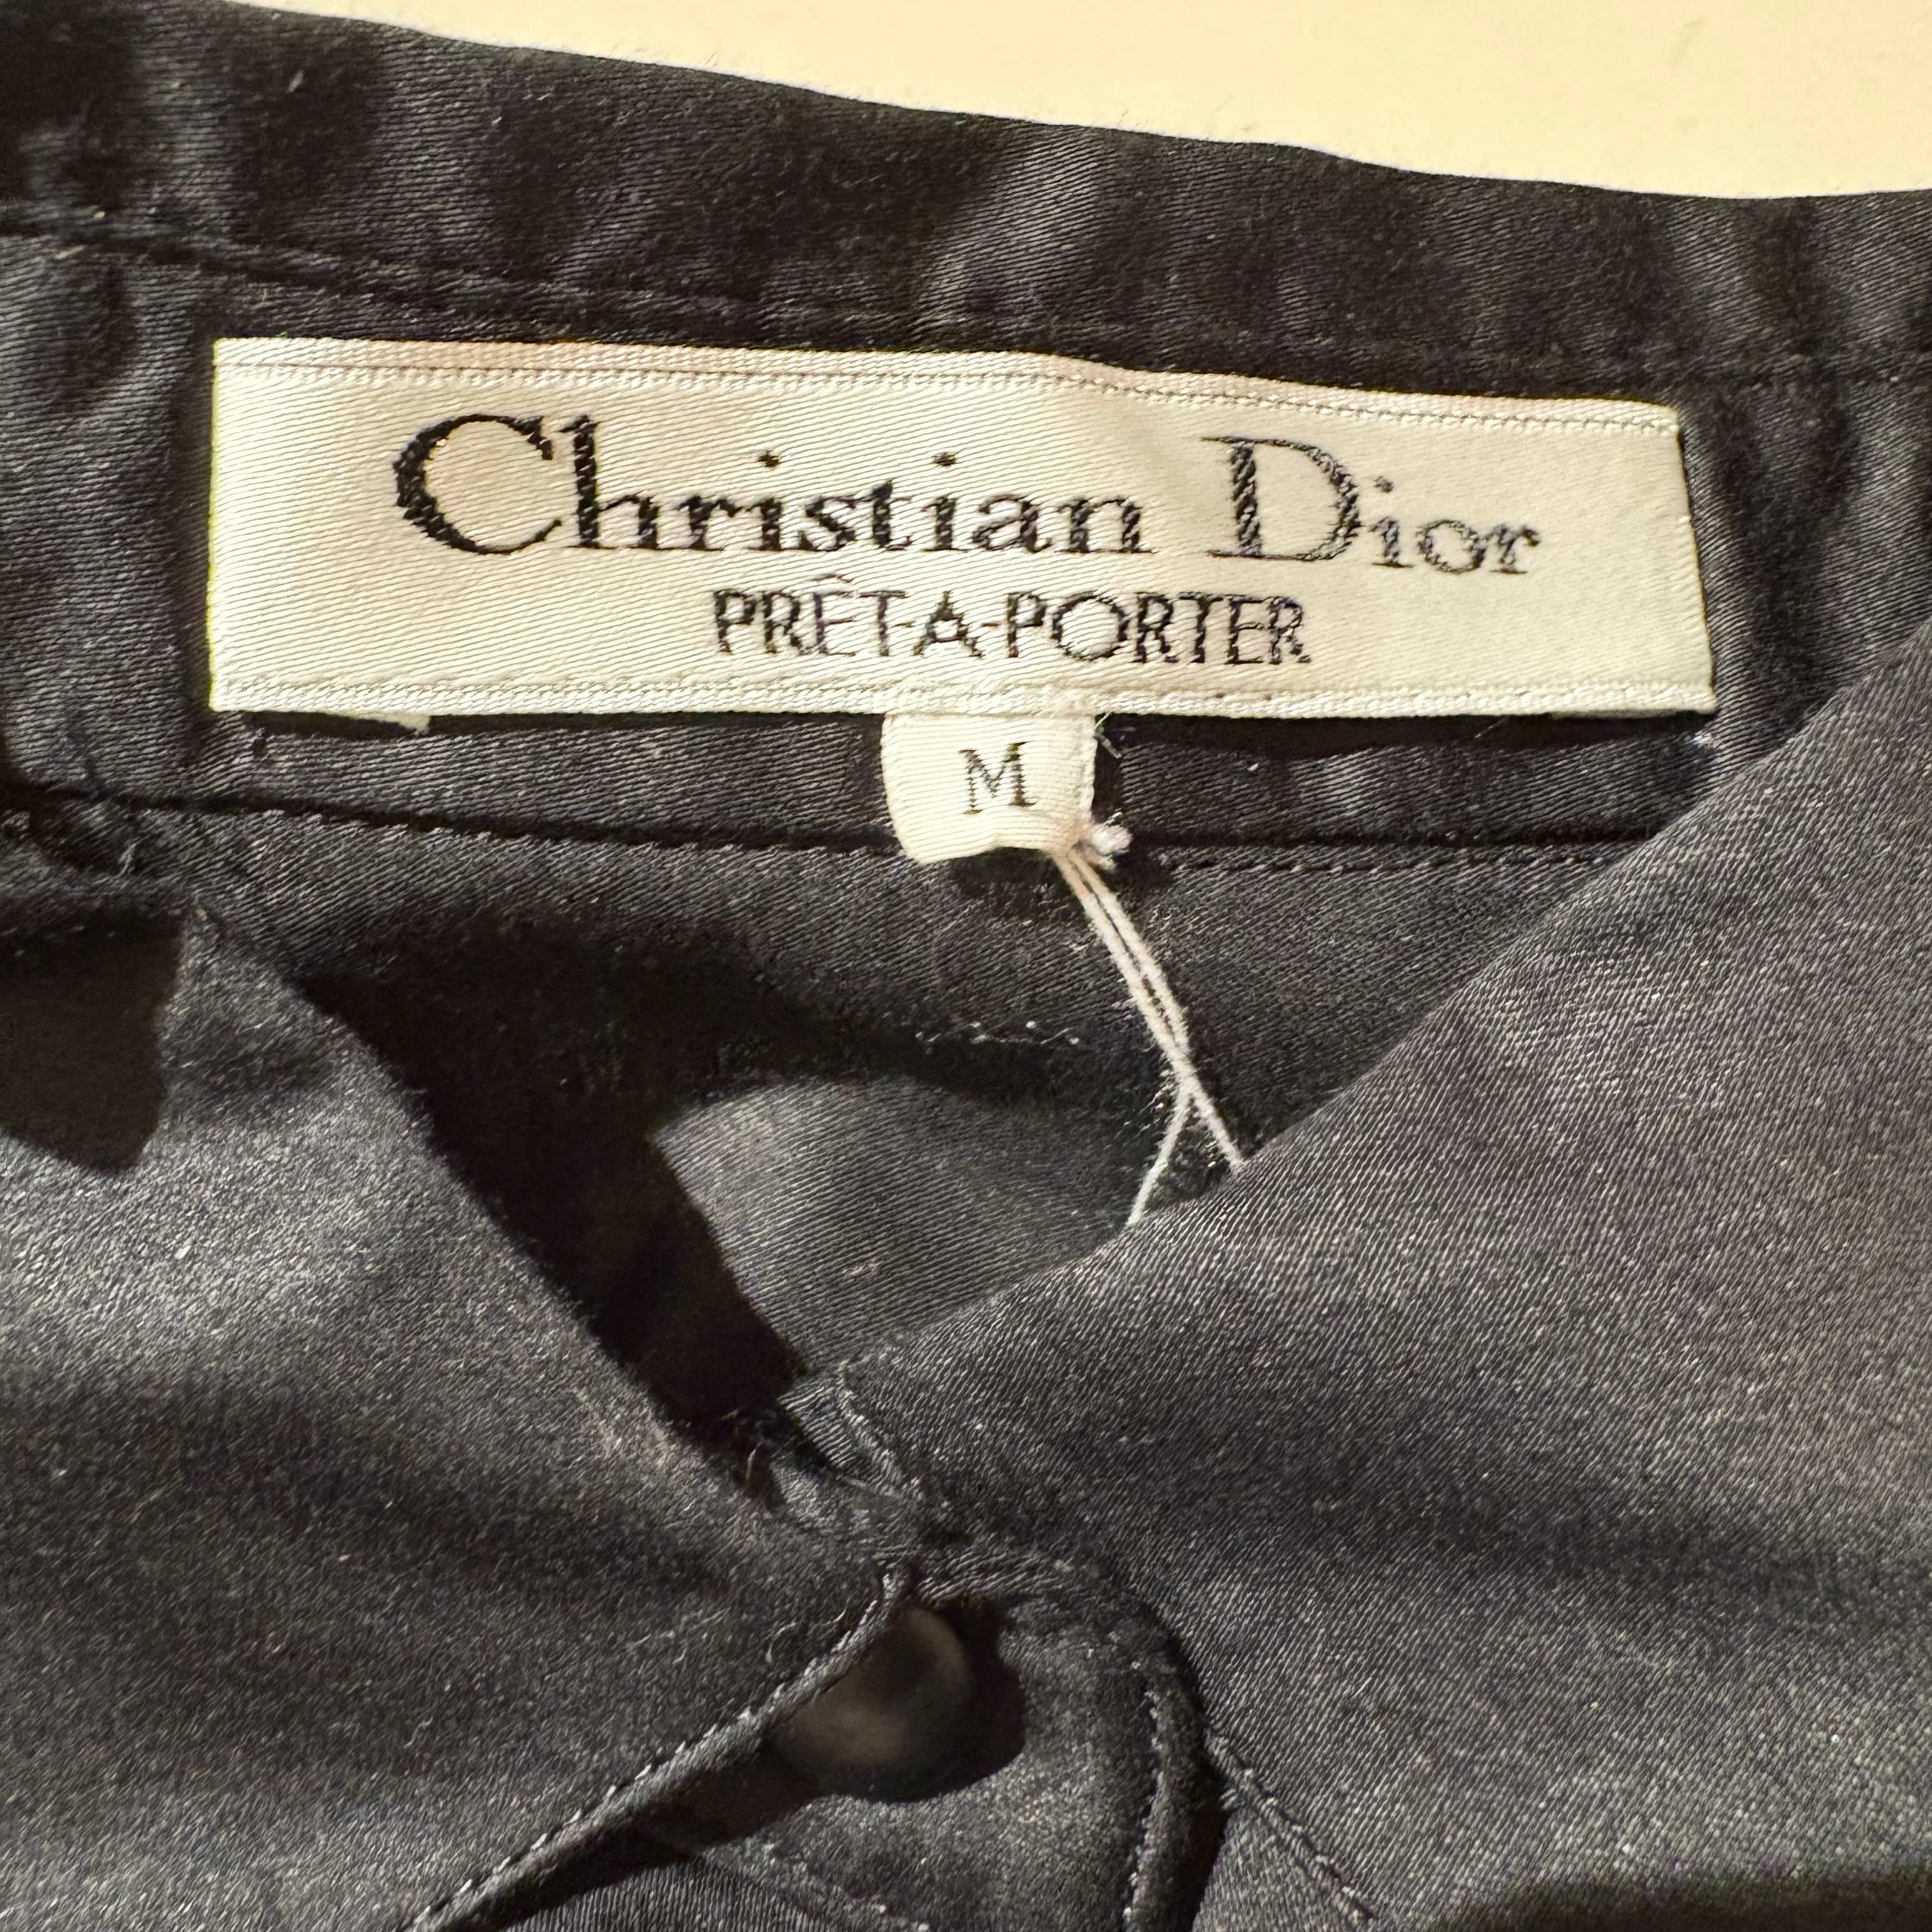 Christian Dior
PRÊT-A-PORTER
M